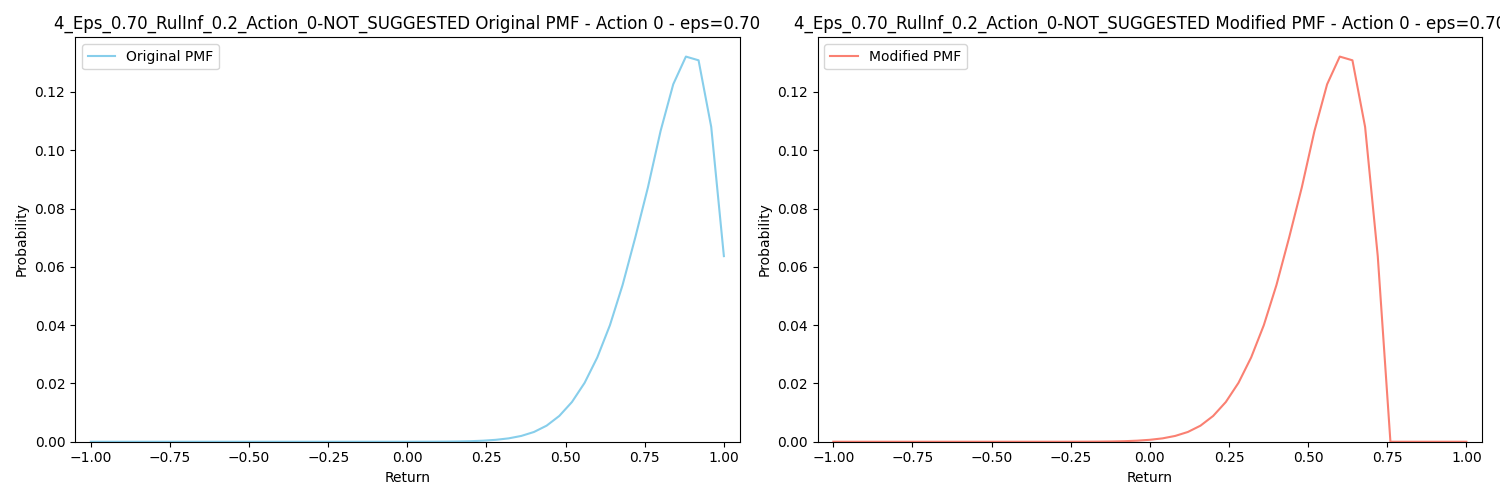 4_Eps_0.70_RulInf_0.2_Action_0-NOT_SUGGESTED Original PMF - Action 0 - eps=0.70
Original PMF
Probability
0.12
0.10
0.08
0.06
0.04
0.02
0.00
−1.00 −0.75 −0.50 −0.25 0.00 0.25 0.50 0.75 1.00
Return
4_Eps_0.70_RulInf_0.2_Action_0-NOT_SUGGESTED Modified PMF - Action 0 - eps=0.70
Modified PMF
Probability
0.12
0.10
0.08
0.06
0.04
0.02
0.00
−1.00 −0.75 −0.50 −0.25 0.00 0.25 0.50 0.75 1.00
Return